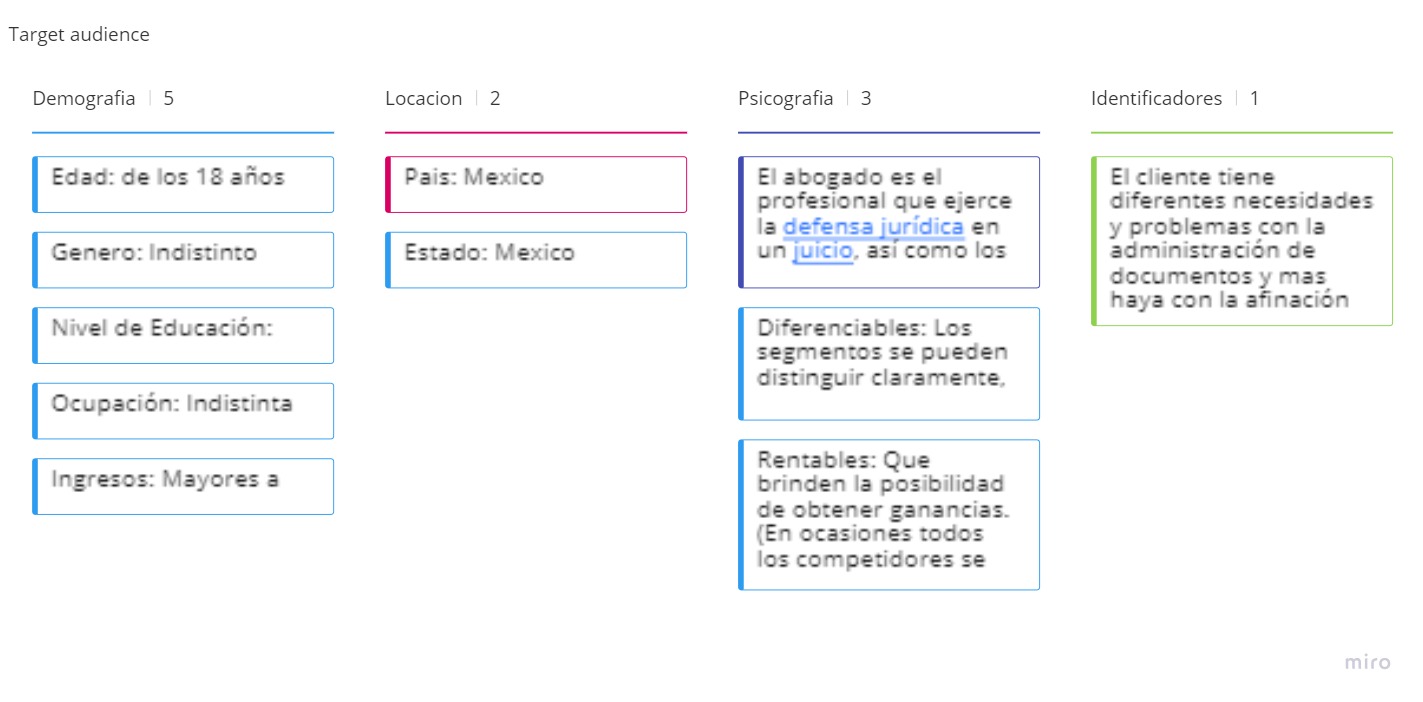 Target audience
Demografia | 5
Edad: de los 18 años
Genero: Indistinto
Nivel de Educación:
Ocupación: Indistinta
Ingresos: Mayores a
Locacion | 2
Pais: Mexico
Estado: Mexico
Psicografia | 3
El abogado es el
profesional que ejerce
la defensa jurídica en
un juicio, así como los
Diferenciables: Los
segmentos se pueden
distinguir claramente,
Rentables: Que
brinden la posibilidad
de obtener ganancias.
(En ocasiones todos
los competidores se
Identificadores | 1
El cliente tiene
diferentes necesidades
y problemas con la
administración de
documentos y mas
haya con la afinación
miro